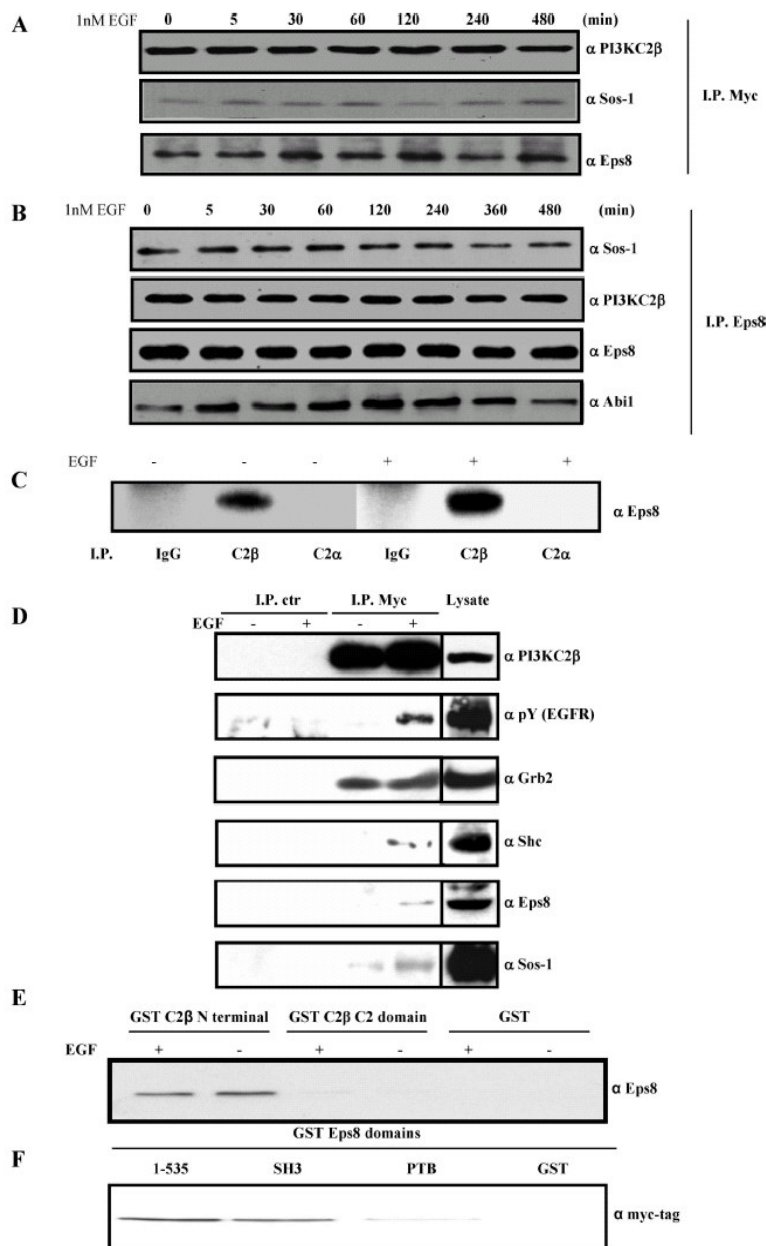 A
1nM EGF 0 5 30 60 120 240 480 (min)
α PI3KC2β
α Sos-1
α Eps8
I.P. Myc
B
1nM EGF 0 5 30 60 120 240 360 480 (min)
α Sos-1
α PI3KC2β
α Eps8
α Abi1
I.P. Eps8
EGF - - - + + +
C
α Eps8
I.P. IgG C2β C2α IgG C2β C2α
D
I.P. ctr I.P. Myc Lysate
EGF - + - +
α PI3KC2β
α pY (EGFR)
α Grb2
α Shc
α Eps8
α Sos-1
E
GST C2β N terminal GST C2β C2 domain GST
EGF + - + - + -
α Eps8
GST Eps8 domains
F
1-535 SH3 PTB GST
α myc-tag